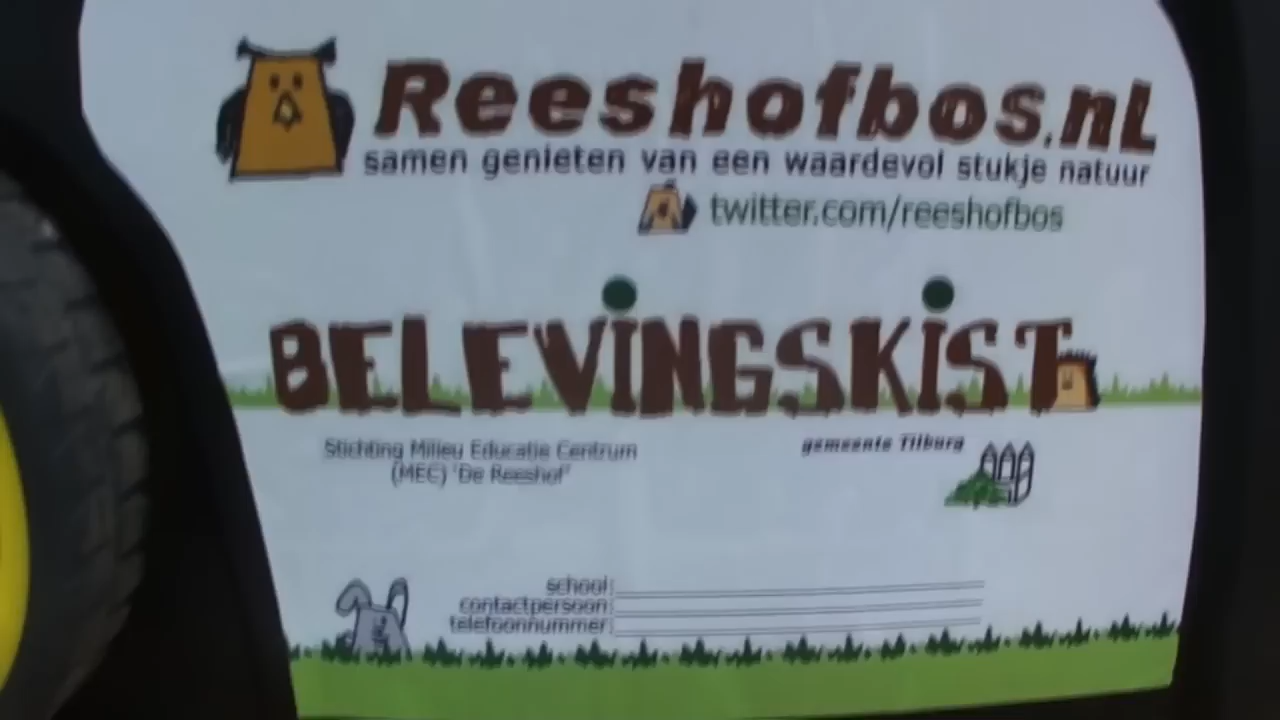 Reeshofbos.nL
samen genieten van een waardevol stukje natuur
twitter.com/reeshofbos
BELEViNGSKiST
Stichting Milieu Educatie Centrum
(MEC) 'De Reeshof'
gemeente Tilburg
school:
contactpersoon:
telefoonnummer: